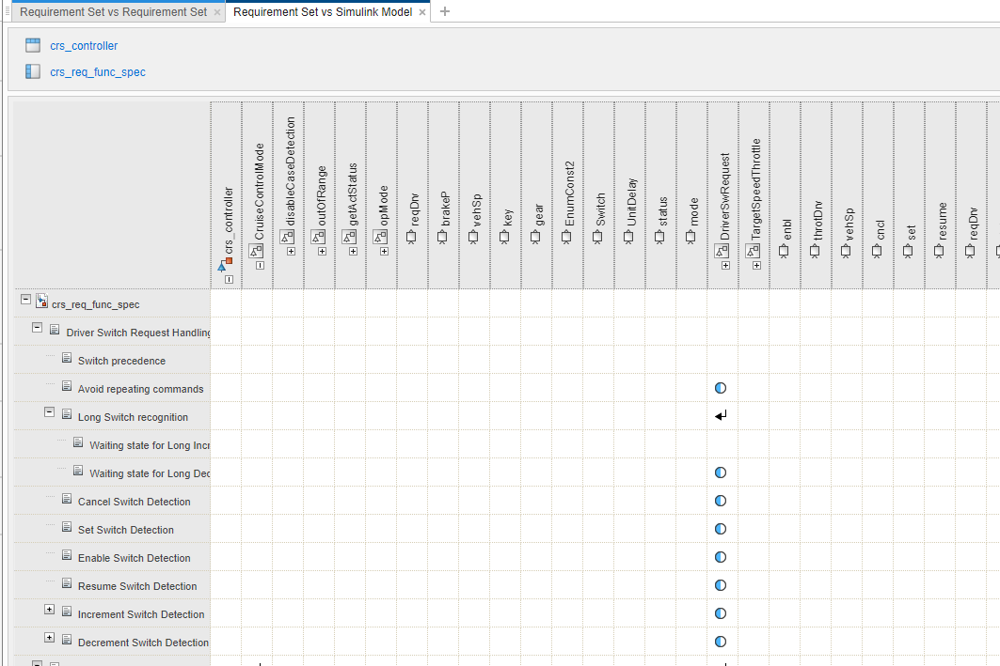 Requirement Set vs Requirement Set
Requirement Set vs Simulink Model
crs_controller
crs_req_func_spec
crs_controller
CruiseControlMode
disableCaseDetection
outOfRange
getActStatus
opMode
reqDrv
brakeP
vehSp
key
gear
EnumConst2
Switch
UnitDelay
status
mode
DriverSwRequest
TargetSpeedThrottle
enbl
throtDrv
vehSp
cncl
set
resume
reqDrv
crs_req_func_spec
Driver Switch Request Handling
Switch precedence
Avoid repeating commands
Long Switch recognition
Waiting state for Long Incr
Waiting state for Long Dec
Cancel Switch Detection
Set Switch Detection
Enable Switch Detection
Resume Switch Detection
Increment Switch Detection
Decrement Switch Detection